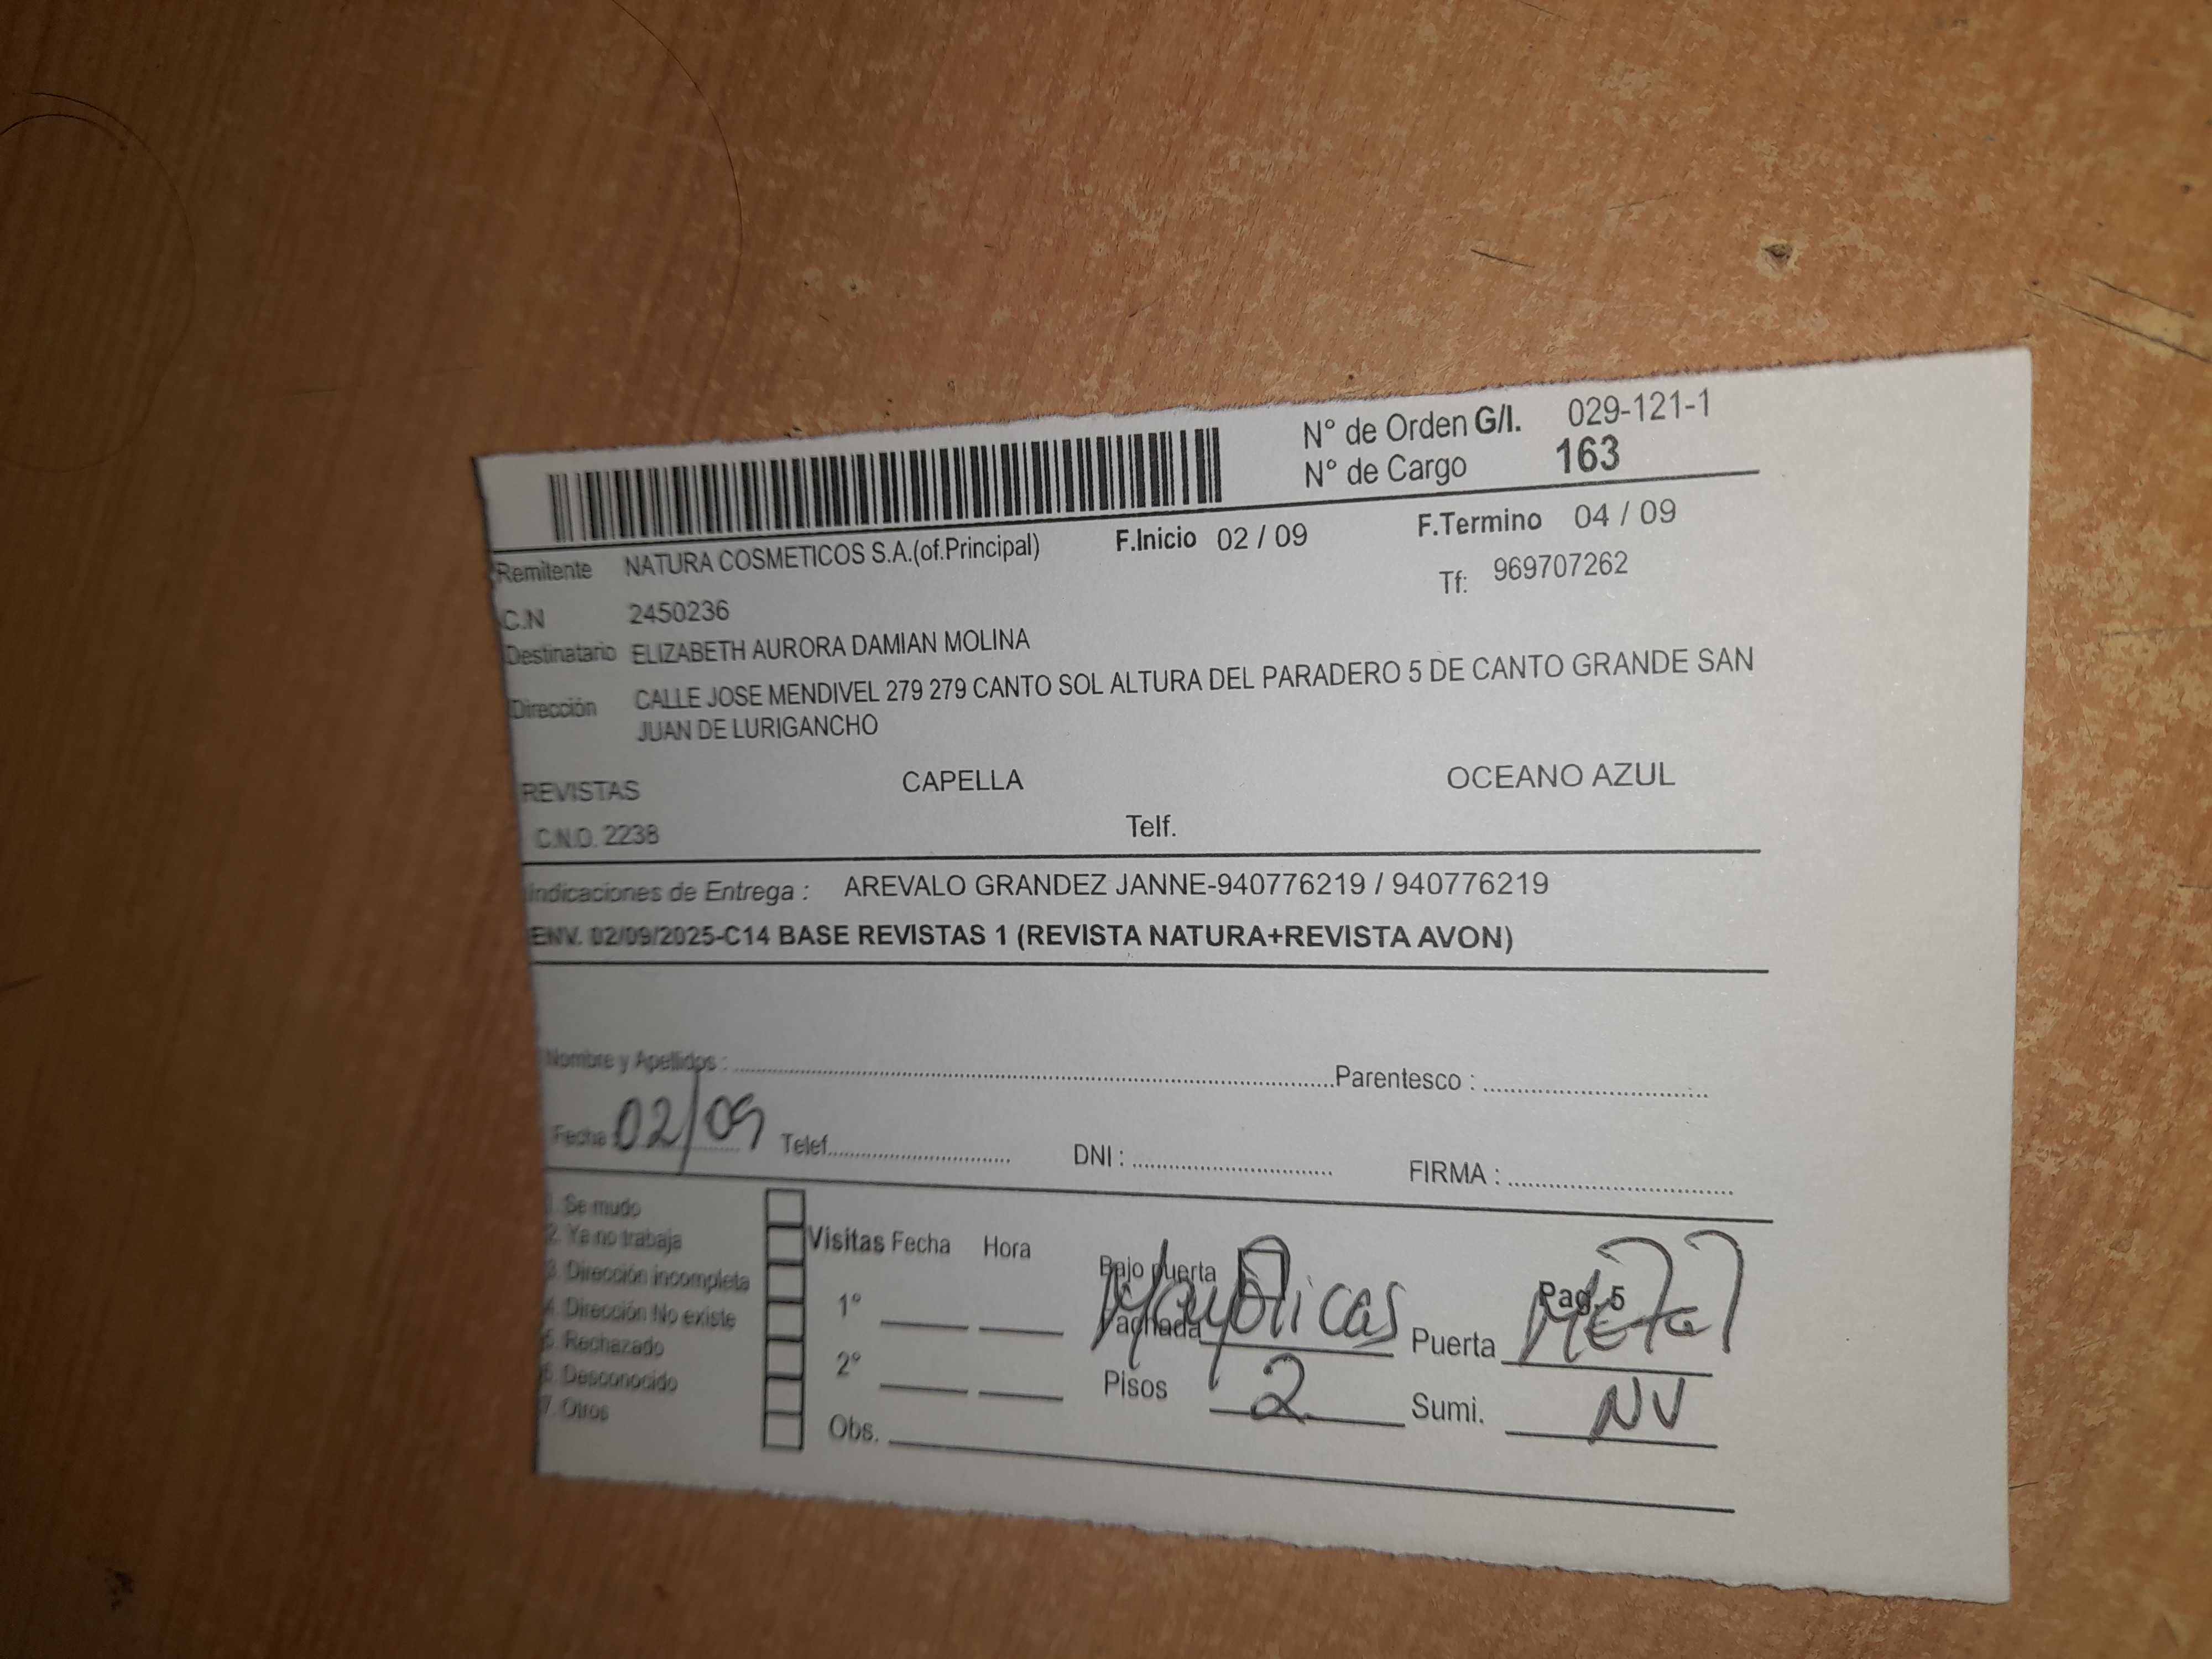 N° de Orden G/I. 029-121-1
N° de Cargo 163
Remitente NATURA COSMETICOS S.A.(of.Principal) F.Inicio 02 / 09 F.Termino 04 / 09
C.N 2450236 Tf: 969707262
Destinatario ELIZABETH AURORA DAMIAN MOLINA
Dirección CALLE JOSE MENDIVEL 279 279 CANTO SOL ALTURA DEL PARADERO 5 DE CANTO GRANDE SAN
JUAN DE LURIGANCHO
REVISTAS CAPELLA OCEANO AZUL
C.N.O. 2238 Telf.
Indicaciones de Entrega : AREVALO GRANDEZ JANNE-940776219 / 940776219
ENV. 02/09/2025-C14 BASE REVISTAS 1 (REVISTA NATURA+REVISTA AVON)
Nombre y Apellidos : Parentesco :
Fecha 02/09 Telef. DNI : FIRMA :
1. Se mudo
2. Ya no trabaja Visitas Fecha Hora
3. Dirección incompleta Bajo puerta Pag. 5
4. Dirección No existe 1° Fachada Mayolicas Puerta Metal
5. Rechazado
6. Desconocido 2° Pisos 2 Sumi. NV
7. Otros Obs.